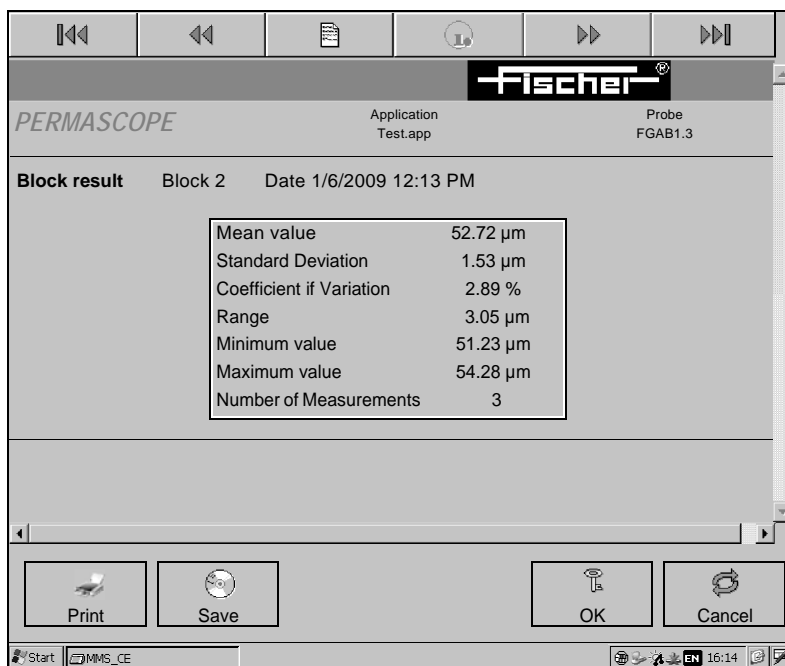 1.
Fischer®
PERMASCOPE
Application
Test.app
Probe
FGAB1.3
Block result Block 2 Date 1/6/2009 12:13 PM
Mean value 52.72 µm
Standard Deviation 1.53 µm
Coefficient if Variation 2.89 %
Range 3.05 µm
Minimum value 51.23 µm
Maximum value 54.28 µm
Number of Measurements 3
Print Save OK Cancel
Start MMS_CE EN 16:14